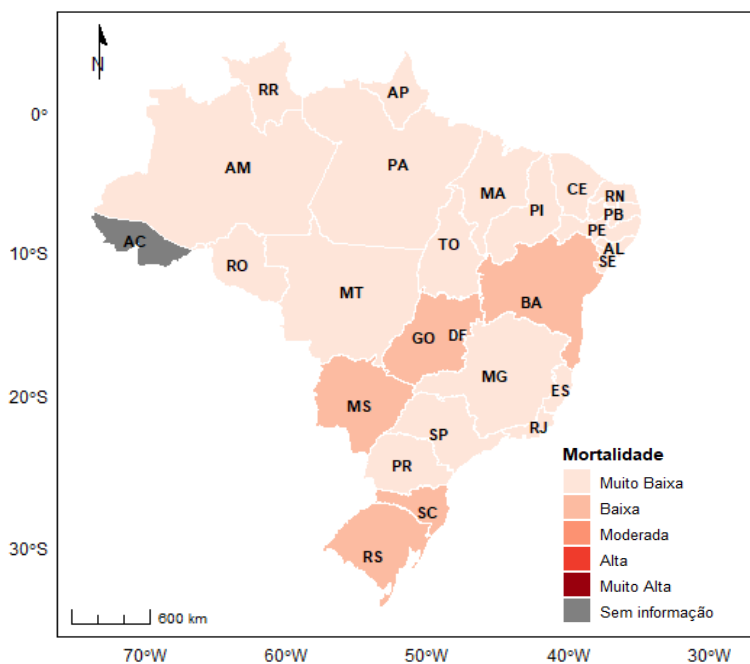 N
RR
AP
0°
AM
PA
MA
CE
RN
PI
PB
PE
AC
10°S
TO
AL
SE
RO
MT
BA
GO
DF
MG
20°S
MS
ES
SP
RJ
PR
Mortalidade
Muito Baixa
SC
Baixa
Moderada
30°S
RS
Alta
Muito Alta
600 km
Sem informação
70°W 60°W 50°W 40°W 30°W